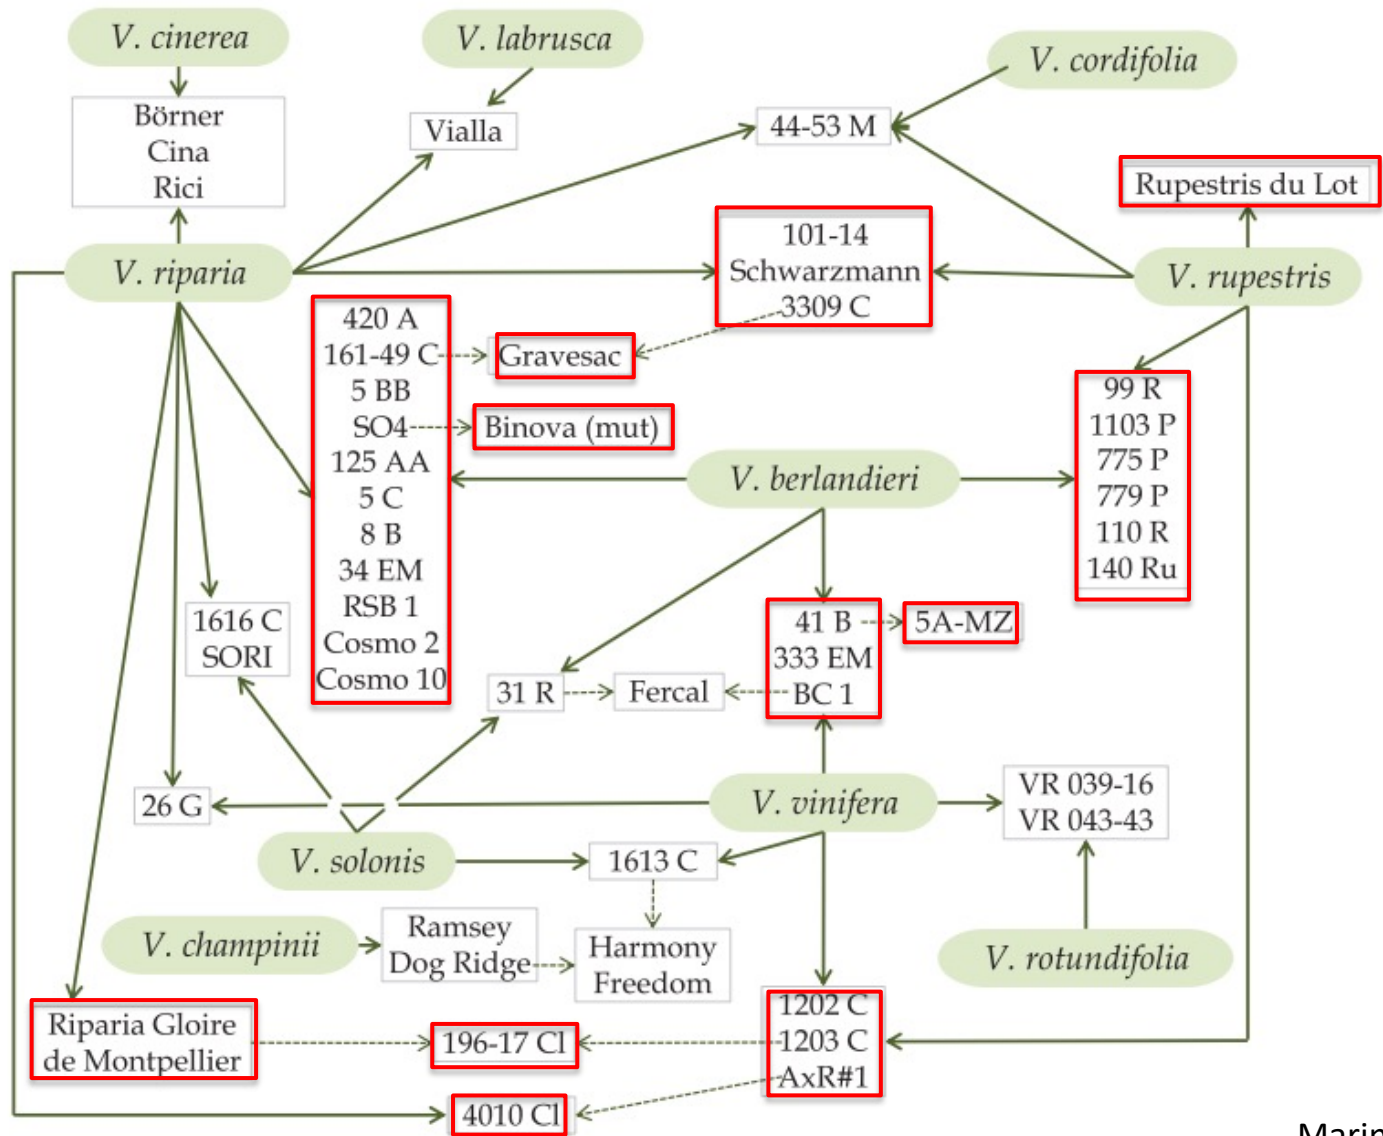 V. cinerea
V. labrusca
V. cordifolia
Börner
Cina
Rici
Vialla
44-53 M
Rupestris du Lot
101-14
Schwarzmann
3309 C
V. riparia
V. rupestris
420 A
161-49 C
5 BB
SO4
125 AA
5 C
8 B
34 EM
RSB 1
Cosmo 2
Cosmo 10
Gravesac
Binova (mut)
V. berlandieri
99 R
1103 P
775 P
779 P
110 R
140 Ru
1616 C
SORI
31 R
Fercal
41 B
333 EM
BC 1
5A-MZ
26 G
V. vinifera
VR 039-16
VR 043-43
V. solonis
1613 C
V. champinii
Ramsey
Dog Ridge
Harmony
Freedom
V. rotundifolia
Riparia Gloire
de Montpellier
196-17 Cl
1202 C
1203 C
AxR#1
4010 Cl